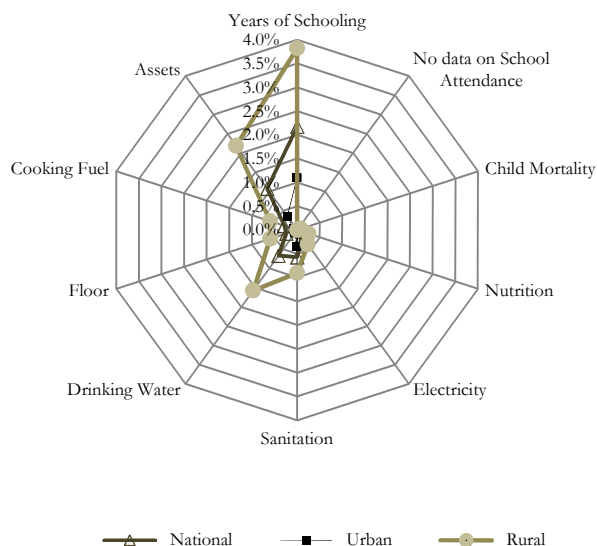 Years of Schooling
4.0%
3.5%
3.0%
2.5%
2.0%
1.5%
1.0%
0.5%
0.0%
No data on School
Attendance
Child Mortality
Nutrition
Electricity
Sanitation
Drinking Water
Floor
Cooking Fuel
Assets
National
Urban
Rural